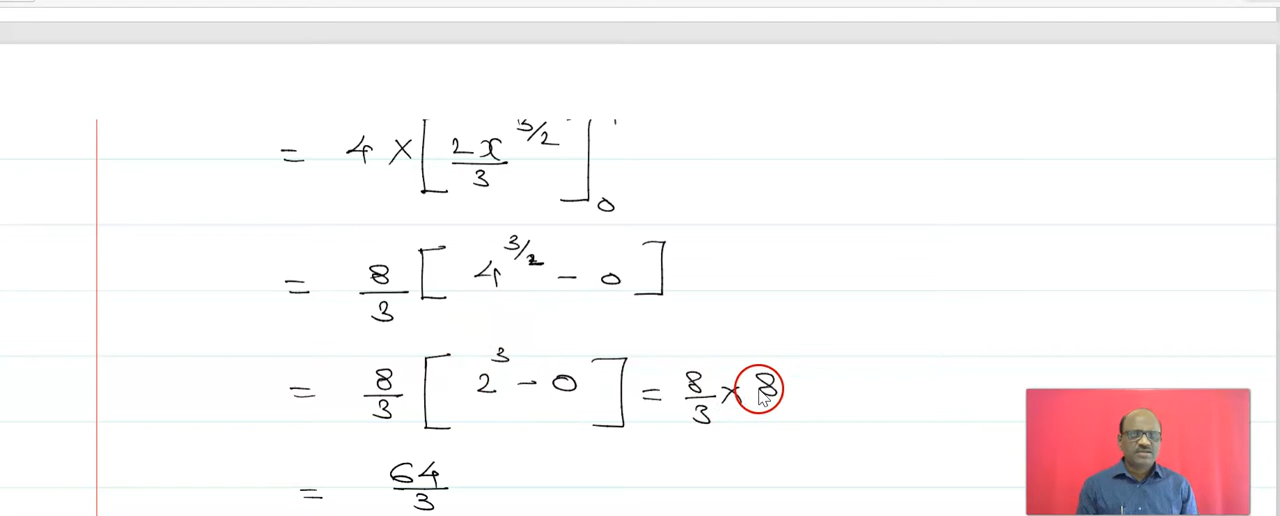 = 4 × [ 2x^3/2 / 3 ]_0
= 8/3 [ 4^3/2 - 0 ]
= 8/3 [ 2^3 - 0 ] = 8/3 × 8
= 64/3